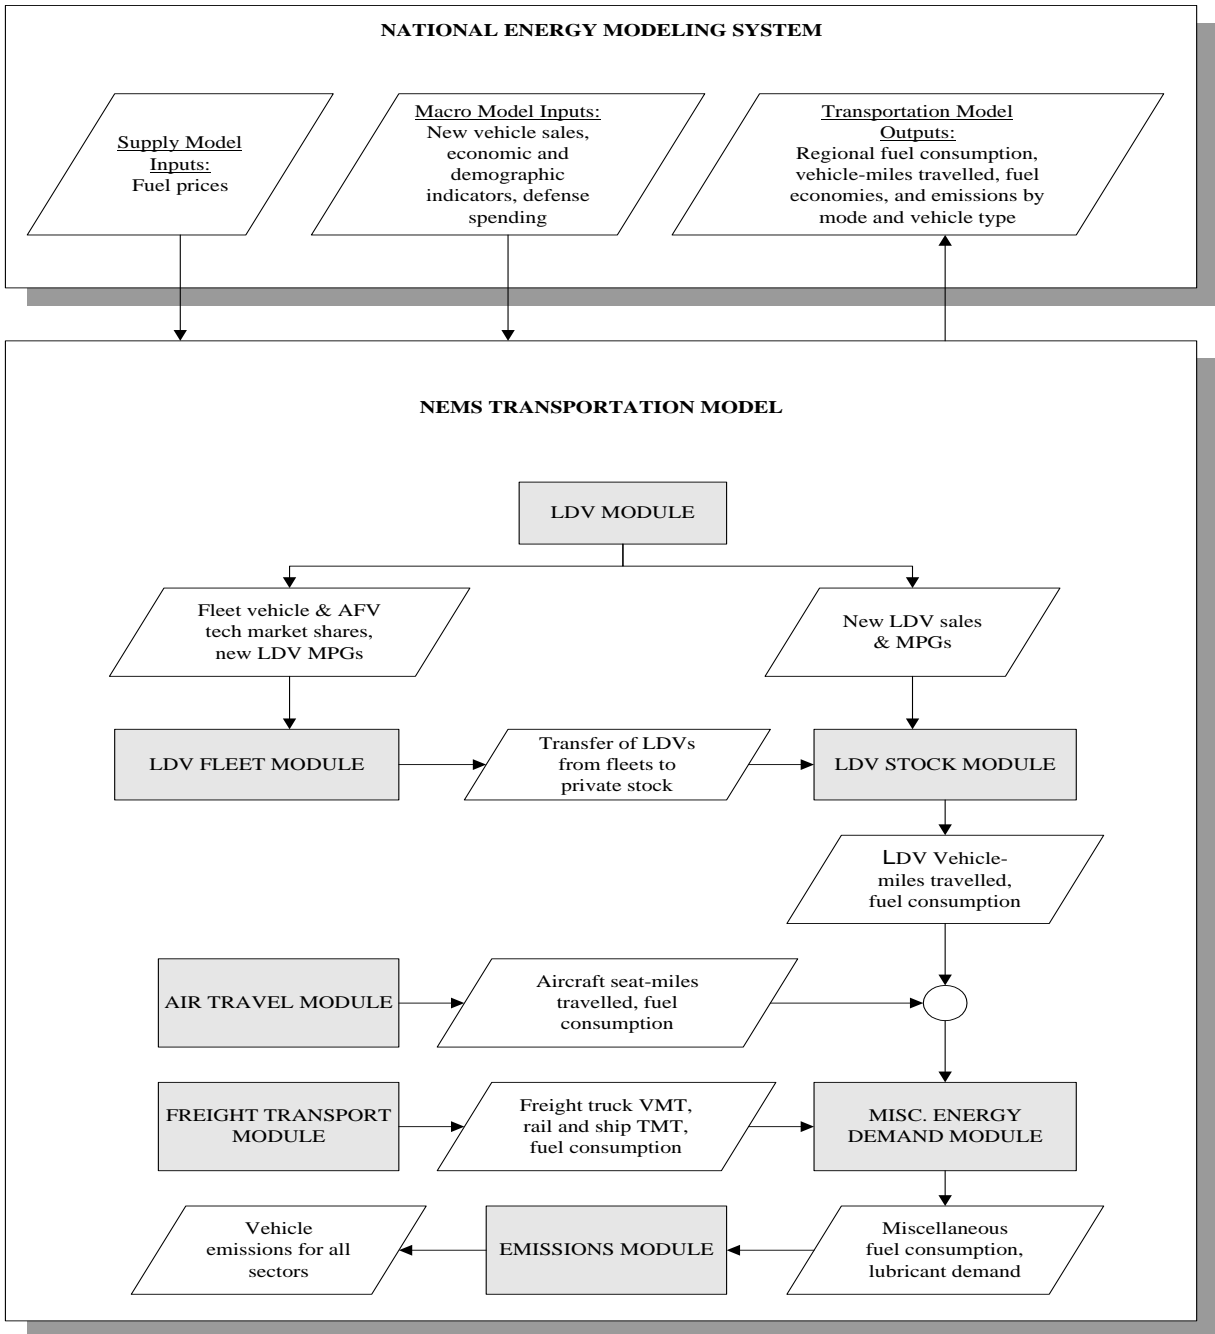 NATIONAL ENERGY MODELING SYSTEM
Supply Model
Inputs:
Fuel prices
Macro Model Inputs:
New vehicle sales,
economic and
demographic
indicators, defense
spending
Transportation Model
Outputs:
Regional fuel consumption,
vehicle-miles travelled, fuel
economies, and emissions by
mode and vehicle type
NEMS TRANSPORTATION MODEL
LDV MODULE
Fleet vehicle & AFV
tech market shares,
new LDV MPGs
New LDV sales
& MPGs
LDV FLEET MODULE
Transfer of LDVs
from fleets to
private stock
LDV STOCK MODULE
LDV Vehicle-
miles travelled,
fuel consumption
AIR TRAVEL MODULE
Aircraft seat-miles
travelled, fuel
consumption
FREIGHT TRANSPORT
MODULE
Freight truck VMT,
rail and ship TMT,
fuel consumption
MISC. ENERGY
DEMAND MODULE
Vehicle
emissions for all
sectors
EMISSIONS MODULE
Miscellaneous
fuel consumption,
lubricant demand